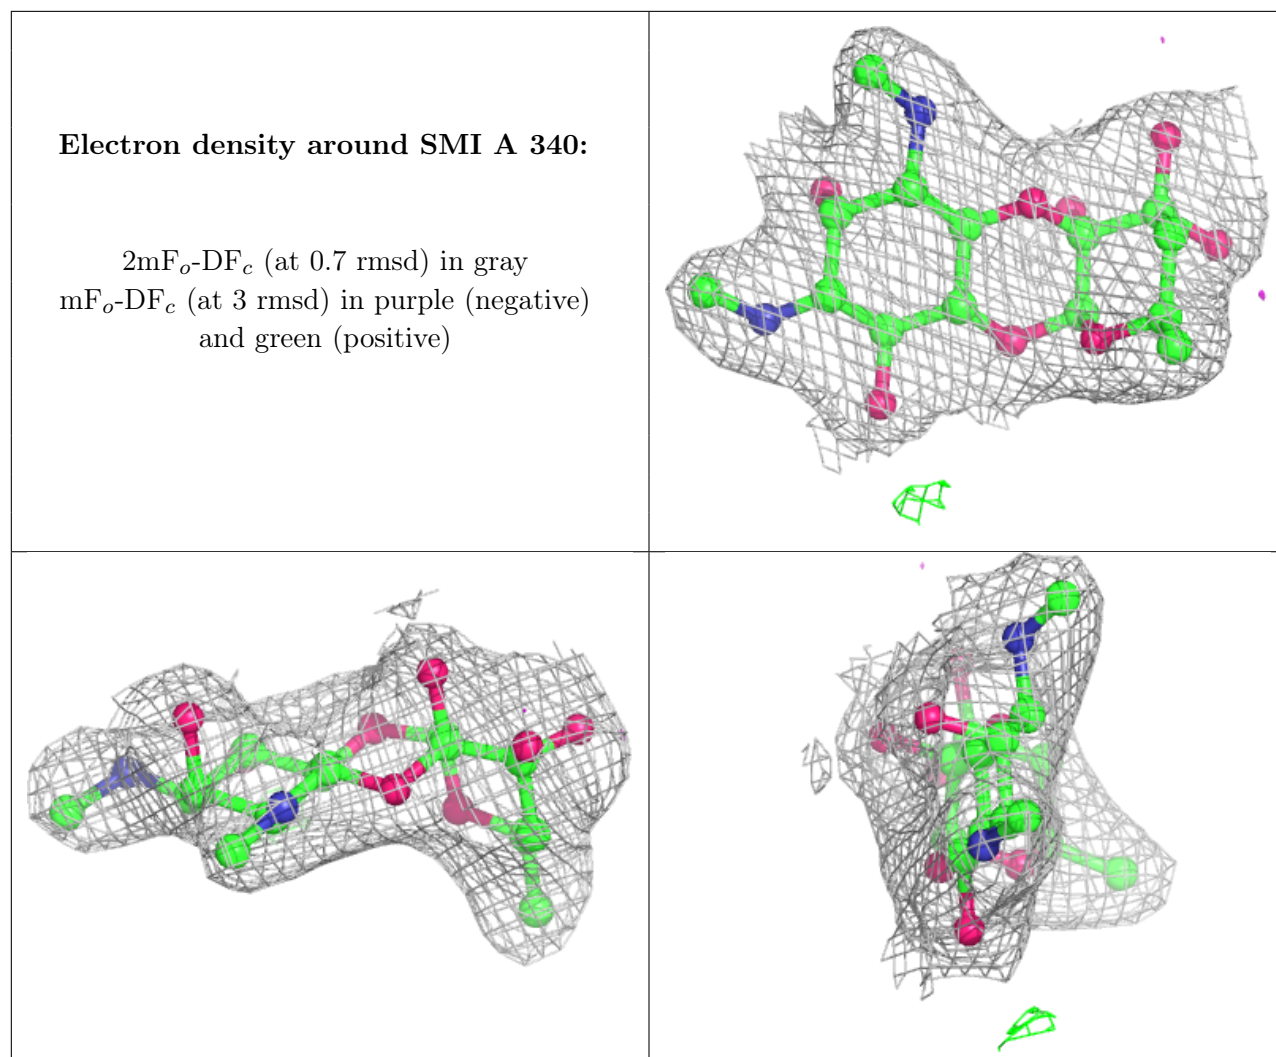 Electron density around SMI A 340:
2mFo-DFc (at 0.7 rmsd) in gray
mFo-DFc (at 3 rmsd) in purple (negative)
and green (positive)